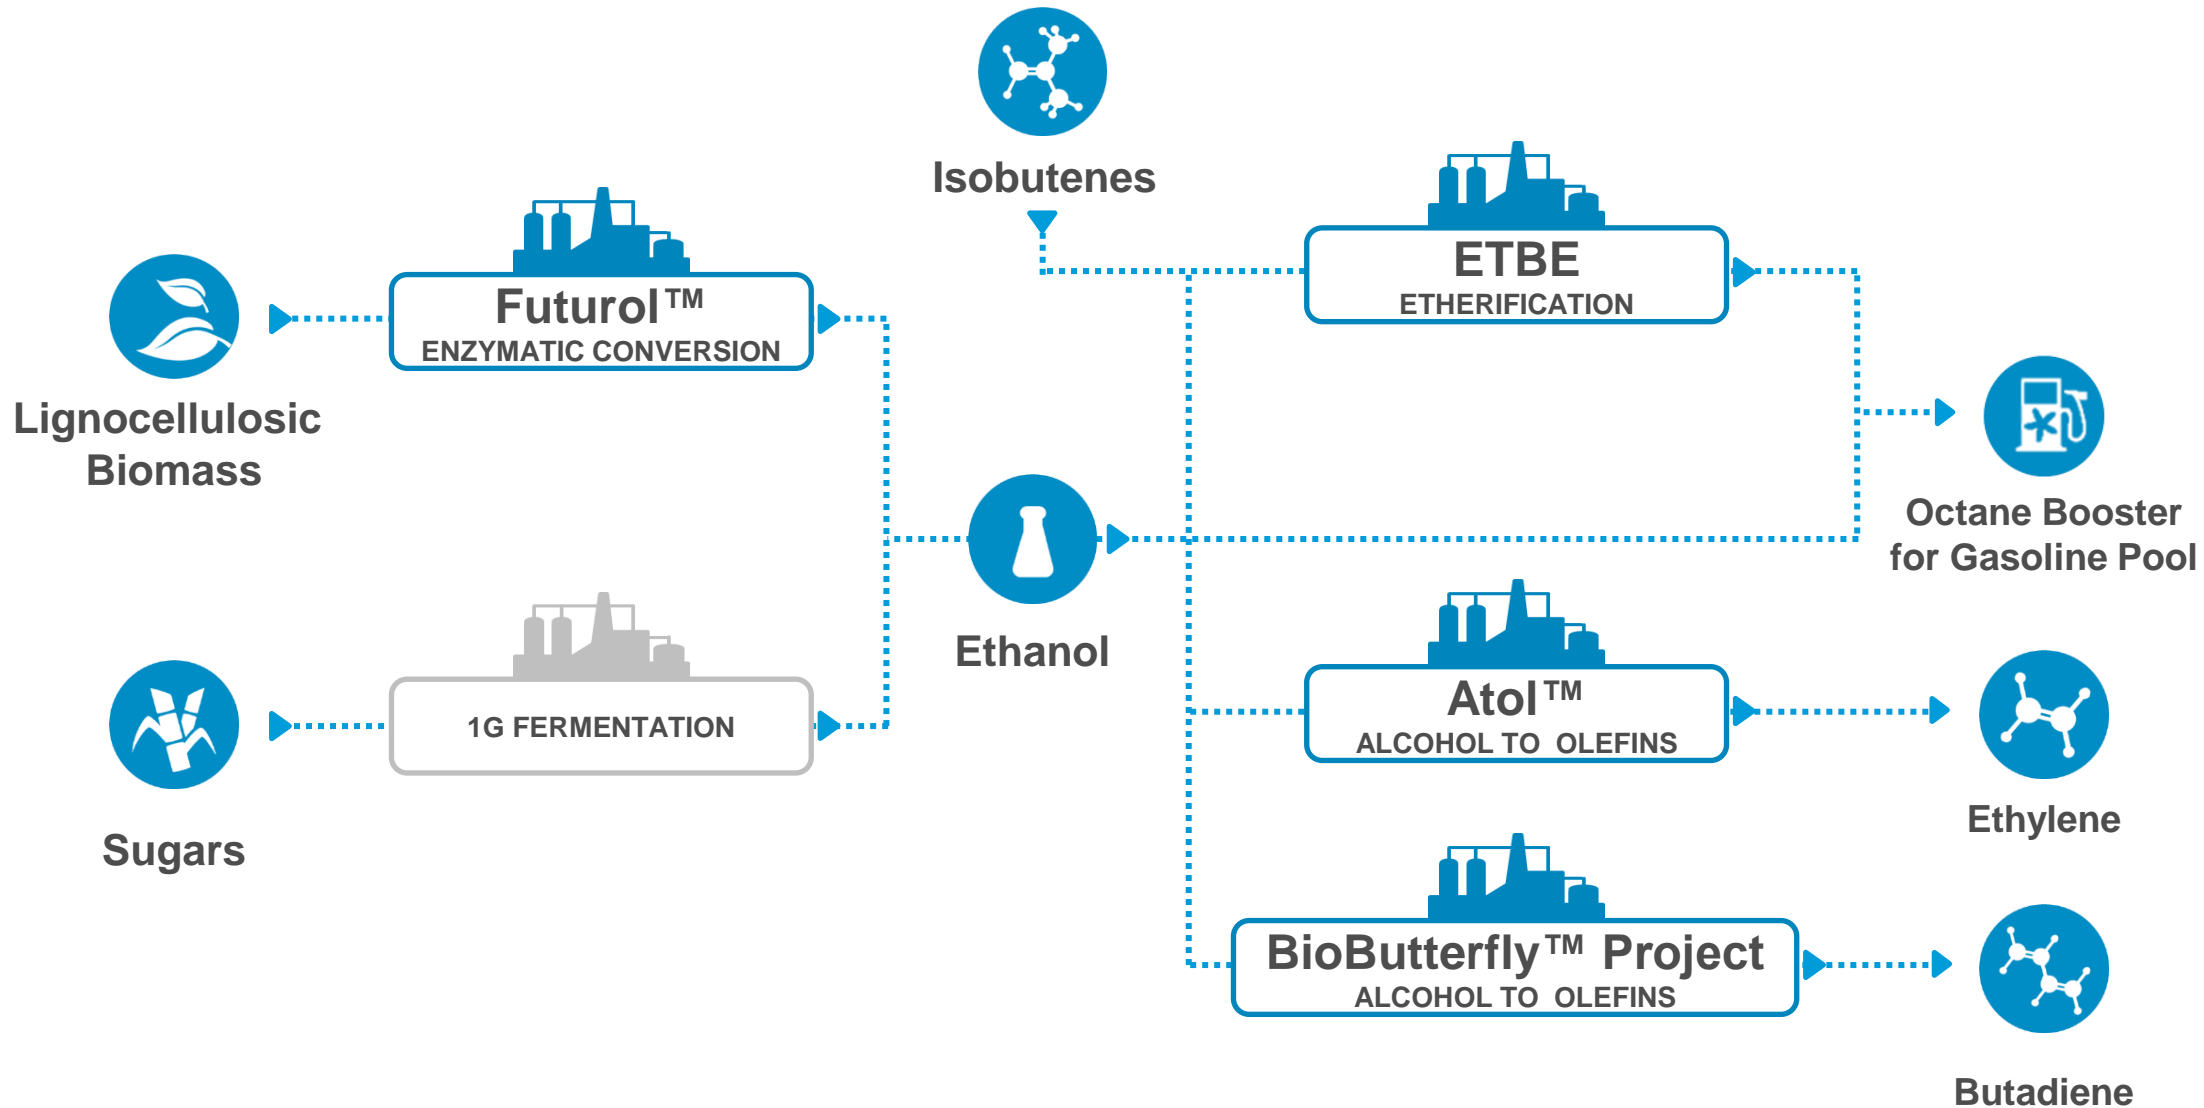 Isobutenes
ETBE
ETHERIFICATION
Futurol™
ENZYMATIC CONVERSION
Lignocellulosic
Biomass
Octane Booster
for Gasoline Pool
Ethanol
1G FERMENTATION
Sugars
Atol™
ALCOHOL TO OLEFINS
Ethylene
BioButterfly™ Project
ALCOHOL TO OLEFINS
Butadiene